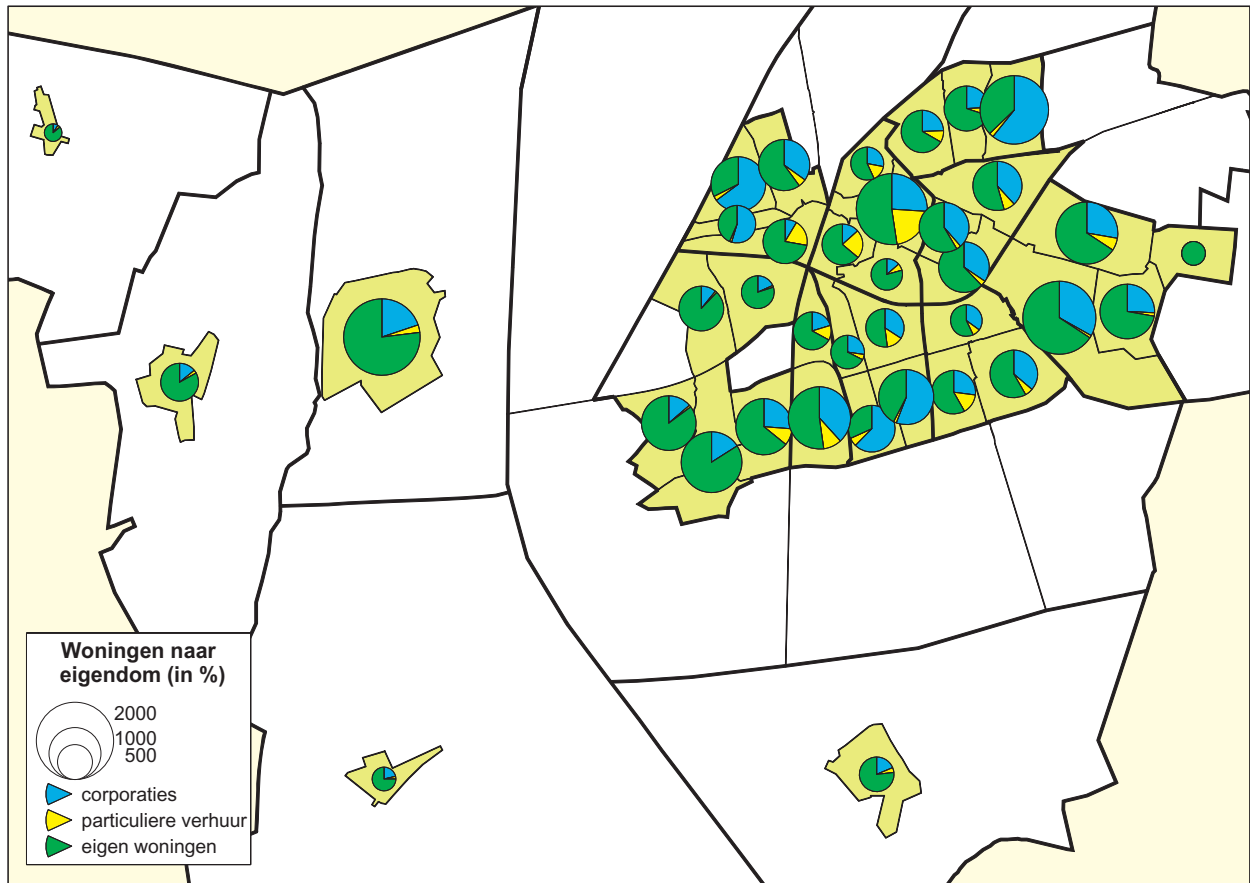 Woningen naar
eigendom (in %)
2000
1000
500
corporaties
particuliere verhuur
eigen woningen